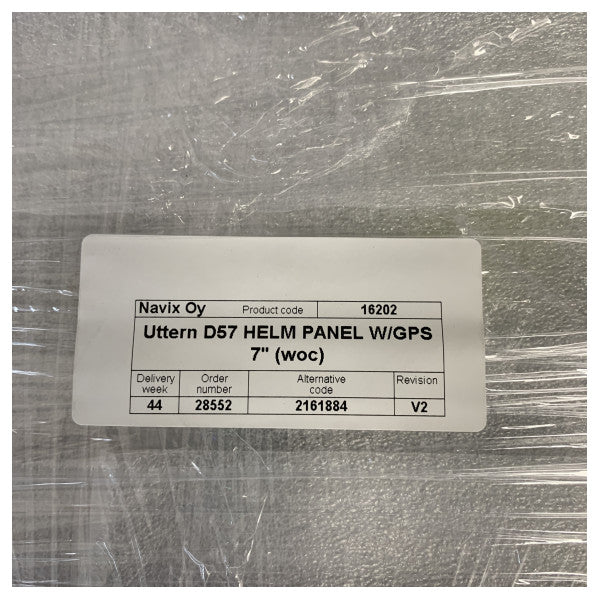 Navix Oy Product code 16202
Uttern D57 HELM PANEL W/GPS
7" (woc)
Delivery week Order number Alternative code Revision
44 28552 2161884 V2